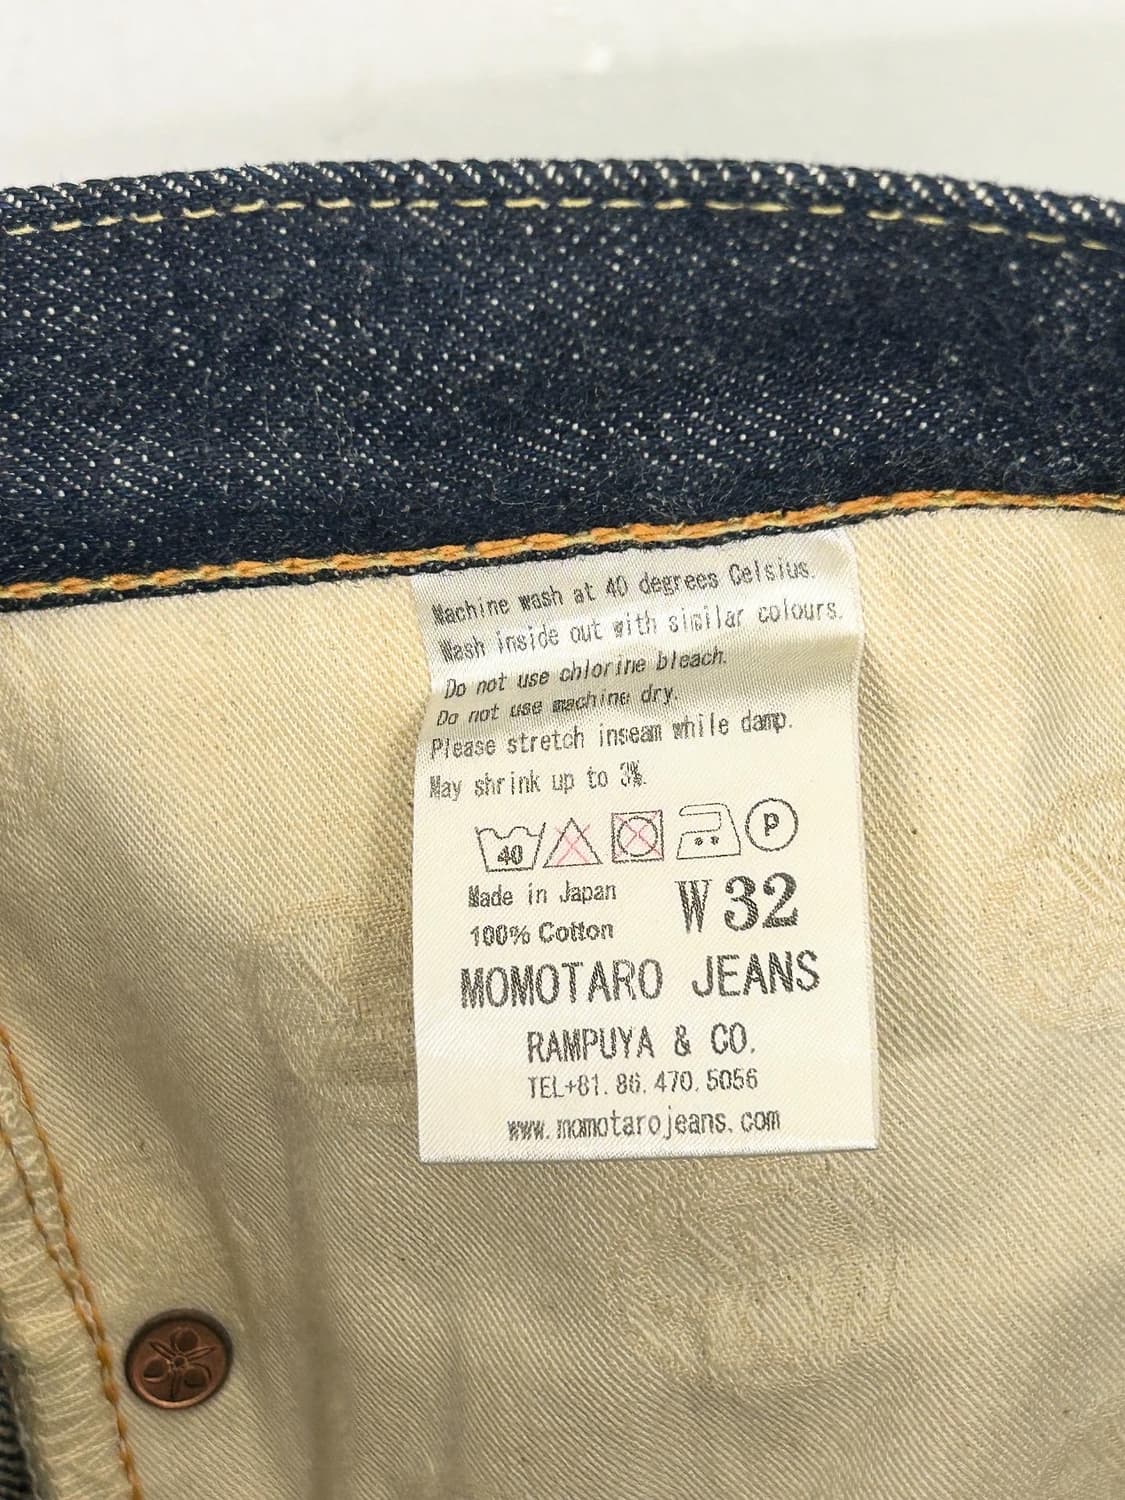 Machine wash at 40 degrees Celsius.
Wash inside out with similar colours.
Do not use chlorine bleach.
Do not use machine dry.
Please stretch inseam while damp.
May shrink up to 3%.
40 P
Made in Japan W 32
100% Cotton
MOMOTARO JEANS
RAMPUYA & CO.
TEL+81.86.470.5056
www.momotarojeans.com